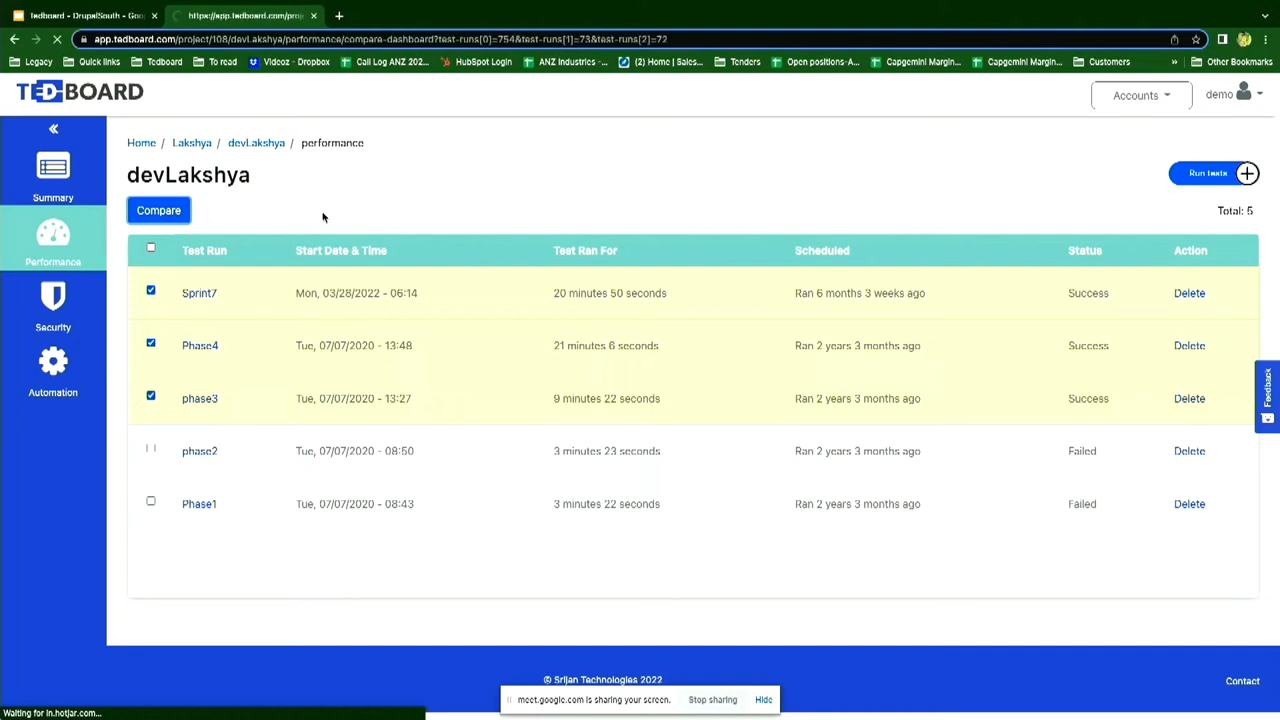 Tedboard - DrupalSouth - Goo
https://app.tedboard.com/proje
app.tedboard.com/project/108/devLakshya/performance/compare-dashboard?test-runs[0]=754&test-runs[1]=73&test-runs[2]=72
Legacy Quick links Tedboard To read Videoz - Dropbox Call Log ANZ 202... HubSpot Login ANZ Industries -... (2) Home | Sales... Tenders Open positions-A... Capgemini Margin... Capgemini Margin... Customers » Other Bookmarks
TEDBOARD
Accounts
demo
«
Home / Lakshya / devLakshya / performance
devLakshya
Run tests
Summary
Compare
Total: 5
Test Run Start Date & Time Test Ran For Scheduled Status Action
Performance
Sprint7 Mon, 03/28/2022 - 06:14 20 minutes 50 seconds Ran 6 months 3 weeks ago Success Delete
Security
Phase4 Tue, 07/07/2020 - 13:48 21 minutes 6 seconds Ran 2 years 3 months ago Success Delete
Automation
phase3 Tue, 07/07/2020 - 13:27 9 minutes 22 seconds Ran 2 years 3 months ago Success Delete
Feedback
phase2 Tue, 07/07/2020 - 08:50 3 minutes 23 seconds Ran 2 years 3 months ago Failed Delete
Phase1 Tue, 07/07/2020 - 08:43 3 minutes 22 seconds Ran 2 years 3 months ago Failed Delete
© Srijan Technologies 2022
Contact
meet.google.com is sharing your screen. Stop sharing Hide
Waiting for in.hotjar.com...